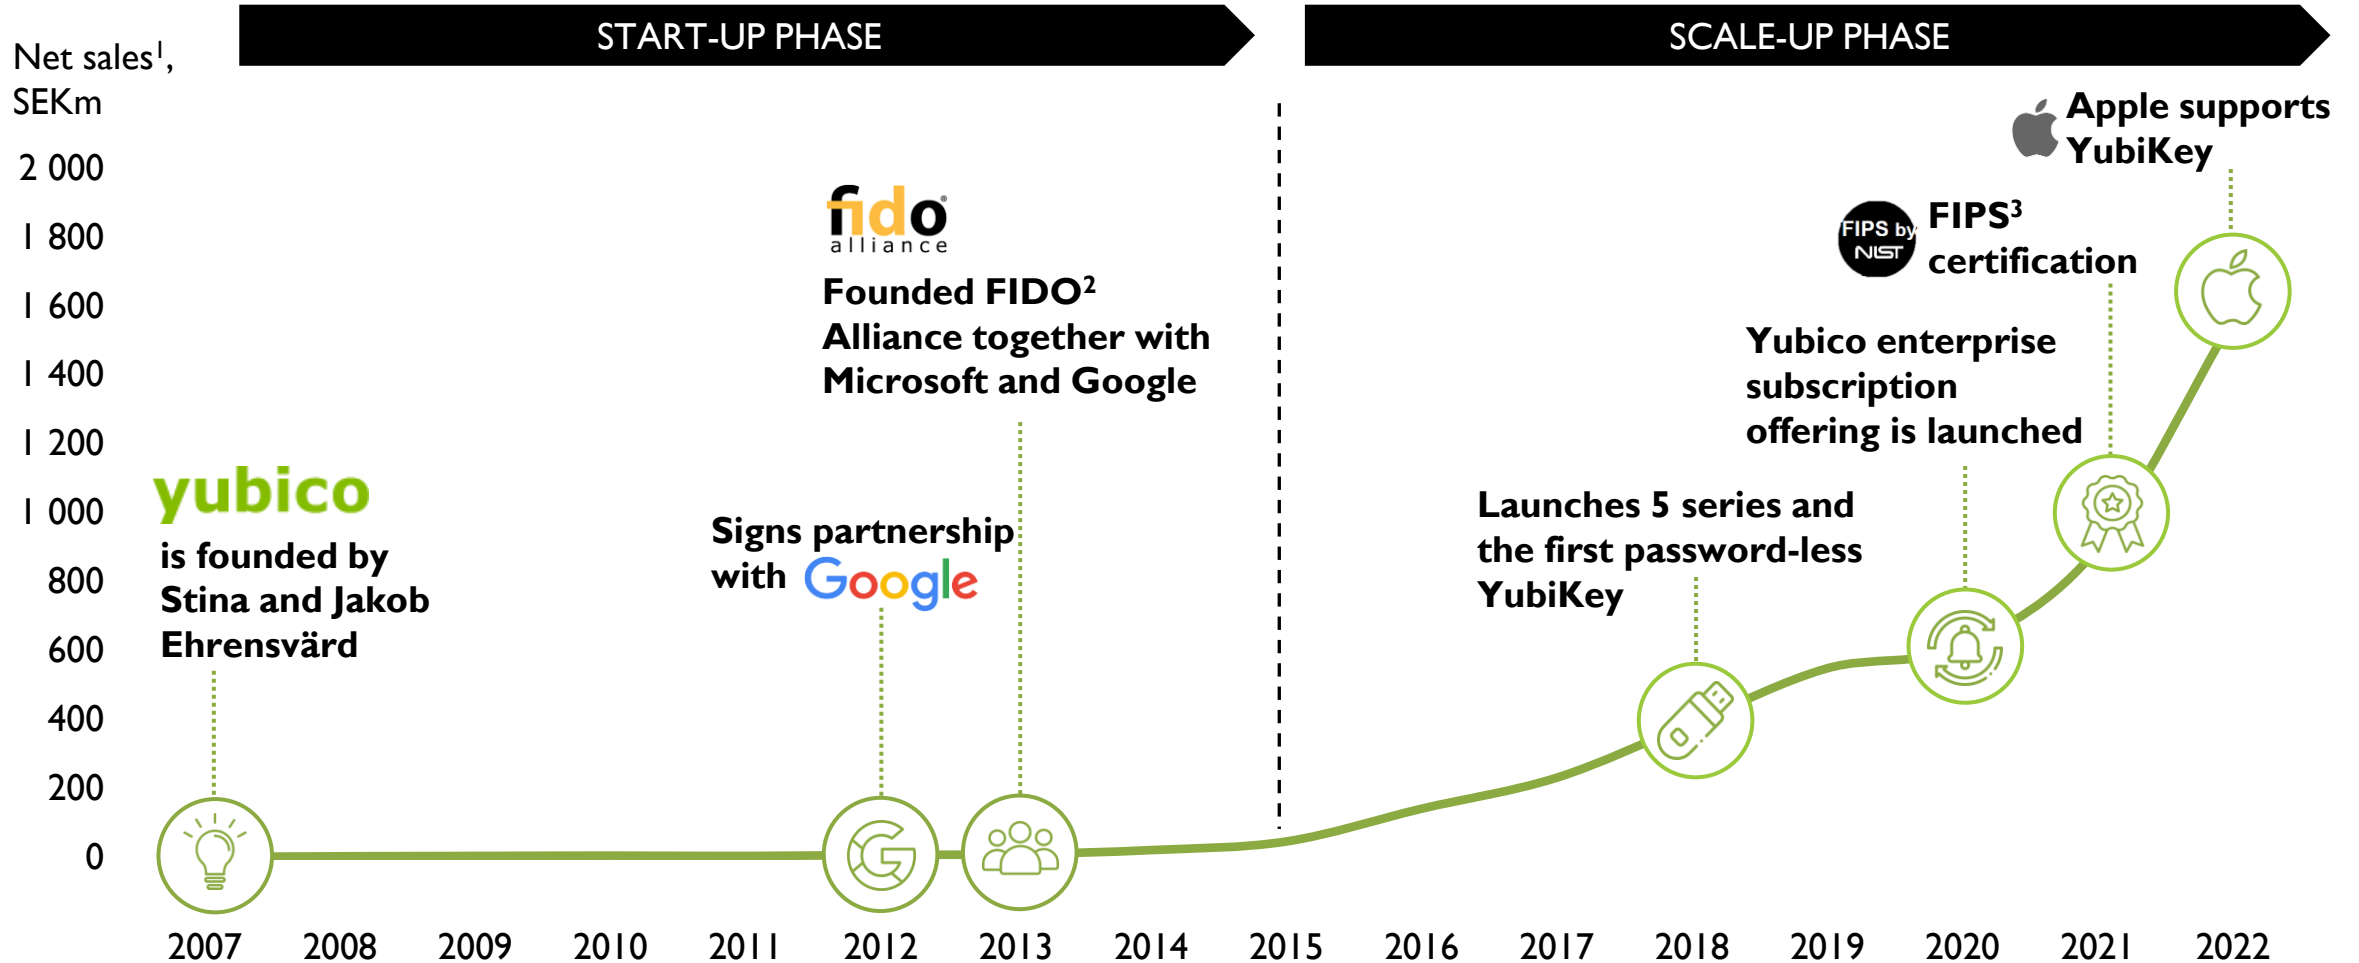 START-UP PHASE
SCALE-UP PHASE
Net sales¹,
SEKm
2 000
1 800
1 600
1 400
1 200
1 000
800
600
400
200
0
yubico
is founded by
Stina and Jakob
Ehrensvärd
Signs partnership
with Google
fido
alliance
Founded FIDO²
Alliance together with
Microsoft and Google
Launches 5 series and
the first password-less
YubiKey
Yubico enterprise
subscription
offering is launched
FIPS by
NIST
FIPS³
certification
Apple supports
YubiKey
2007 2008 2009 2010 2011 2012 2013 2014 2015 2016 2017 2018 2019 2020 2021 2022